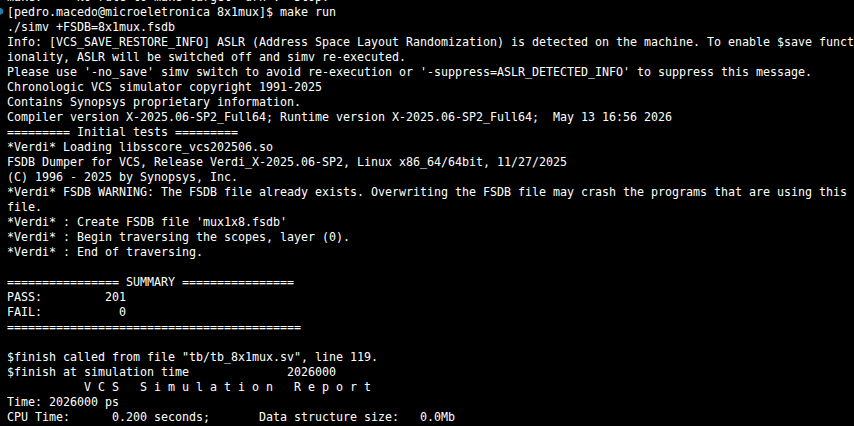 [pedro.macedo@microeletronica 8x1mux]$ make run
./simv +FSDB=8x1mux.fsdb
Info: [VCS_SAVE_RESTORE_INFO] ASLR (Address Space Layout Randomization) is detected on the machine. To enable $save funct
ionality, ASLR will be switched off and simv re-executed.
Please use '-no_save' simv switch to avoid re-execution or '-suppress=ASLR_DETECTED_INFO' to suppress this message.
Chronologic VCS simulator copyright 1991-2025
Contains Synopsys proprietary information.
Compiler version X-2025.06-SP2_Full64; Runtime version X-2025.06-SP2_Full64;  May 13 16:56 2026
========= Initial tests =========
*Verdi* Loading libsscore_vcs202506.so
FSDB Dumper for VCS, Release Verdi_X-2025.06-SP2, Linux x86_64/64bit, 11/27/2025
(C) 1996 - 2025 by Synopsys, Inc.
*Verdi* FSDB WARNING: The FSDB file already exists. Overwriting the FSDB file may crash the programs that are using this
file.
*Verdi* : Create FSDB file 'mux1x8.fsdb'
*Verdi* : Begin traversing the scopes, layer (0).
*Verdi* : End of traversing.
================ SUMMARY ================
PASS:         201
FAIL:           0
==========================================
$finish called from file "tb/tb_8x1mux.sv", line 119.
$finish at simulation time              2026000
           V C S   S i m u l a t i o n   R e p o r t
Time: 2026000 ps
CPU Time:      0.200 seconds;       Data structure size:   0.0Mb